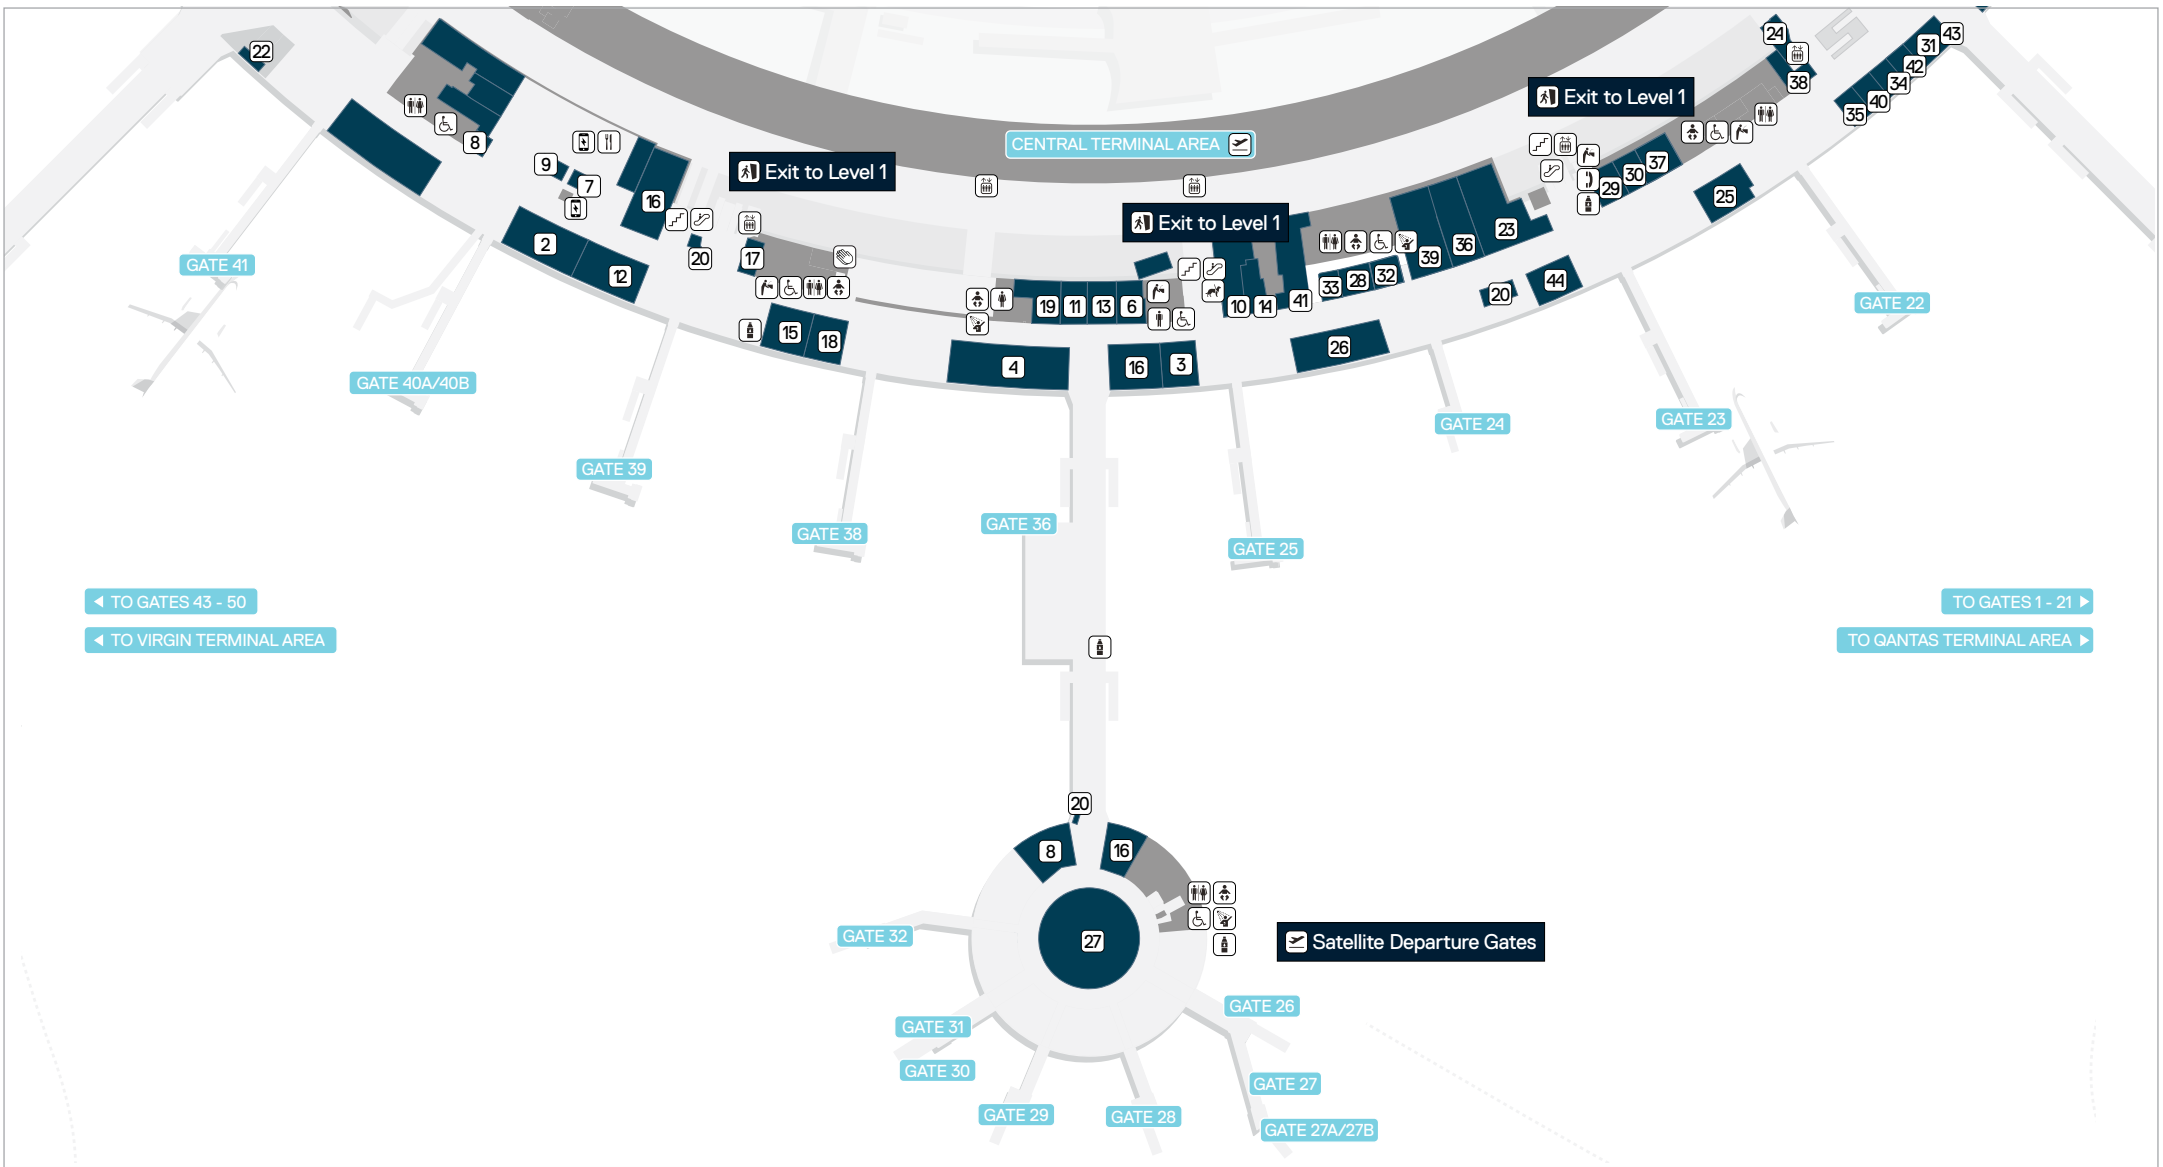 22
24
43
31
42
38
34
40
35
Exit to Level 1
8
CENTRAL TERMINAL AREA
9
7
Exit to Level 1
16
37
30
29
25
2
12
20
17
Exit to Level 1
23
36
39
GATE 41
44
20
32
28
33
41
14
10
6
13
11
19
GATE 22
15
18
4
16
3
26
GATE 40A/40B
GATE 24
GATE 23
GATE 39
GATE 38
GATE 36
GATE 25
TO GATES 43 - 50
TO GATES 1 - 21
TO VIRGIN TERMINAL AREA
TO QANTAS TERMINAL AREA
20
8
16
GATE 32
27
Satellite Departure Gates
GATE 26
GATE 31
GATE 30
GATE 27
GATE 29
GATE 28
GATE 27A/27B